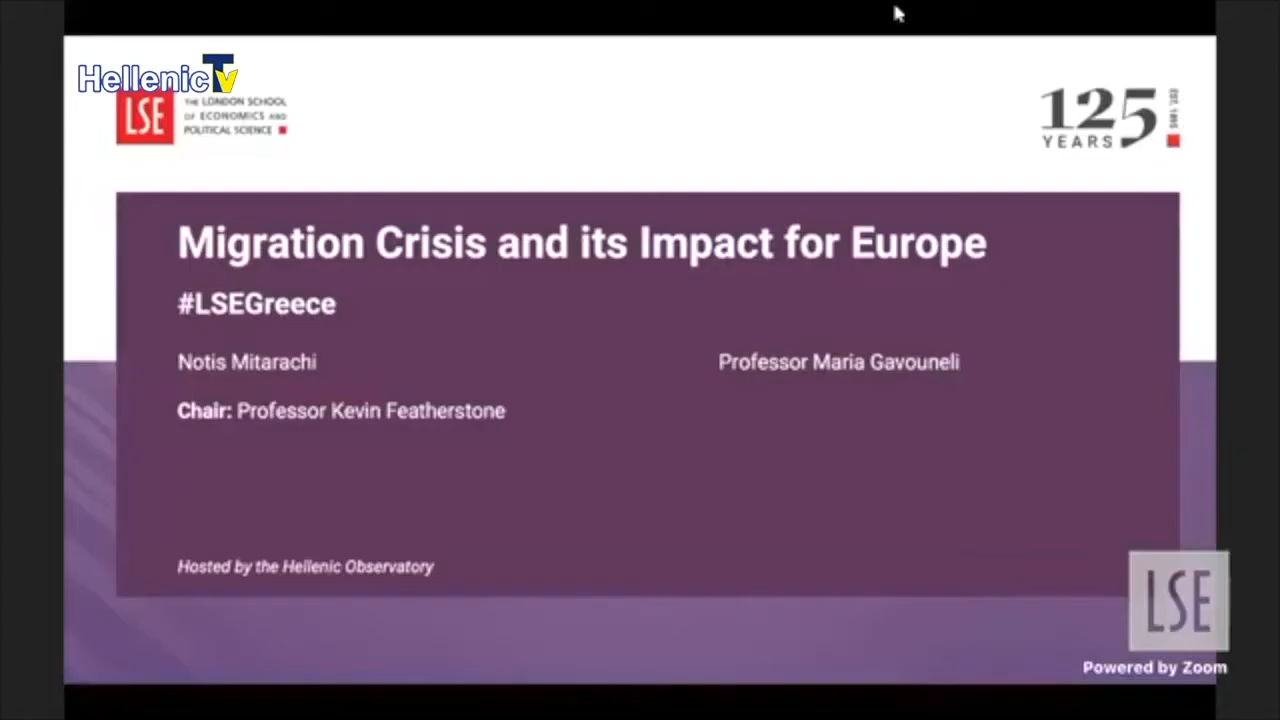 HellenicTv
LSE
THE LONDON SCHOOL
OF ECONOMICS AND
POLITICAL SCIENCE
125
YEARS
EST. 1895
Migration Crisis and its Impact for Europe
#LSEGreece
Notis Mitarachi
Professor Maria Gavouneli
Chair: Professor Kevin Featherstone
Hosted by the Hellenic Observatory
LSE
Powered by Zoom